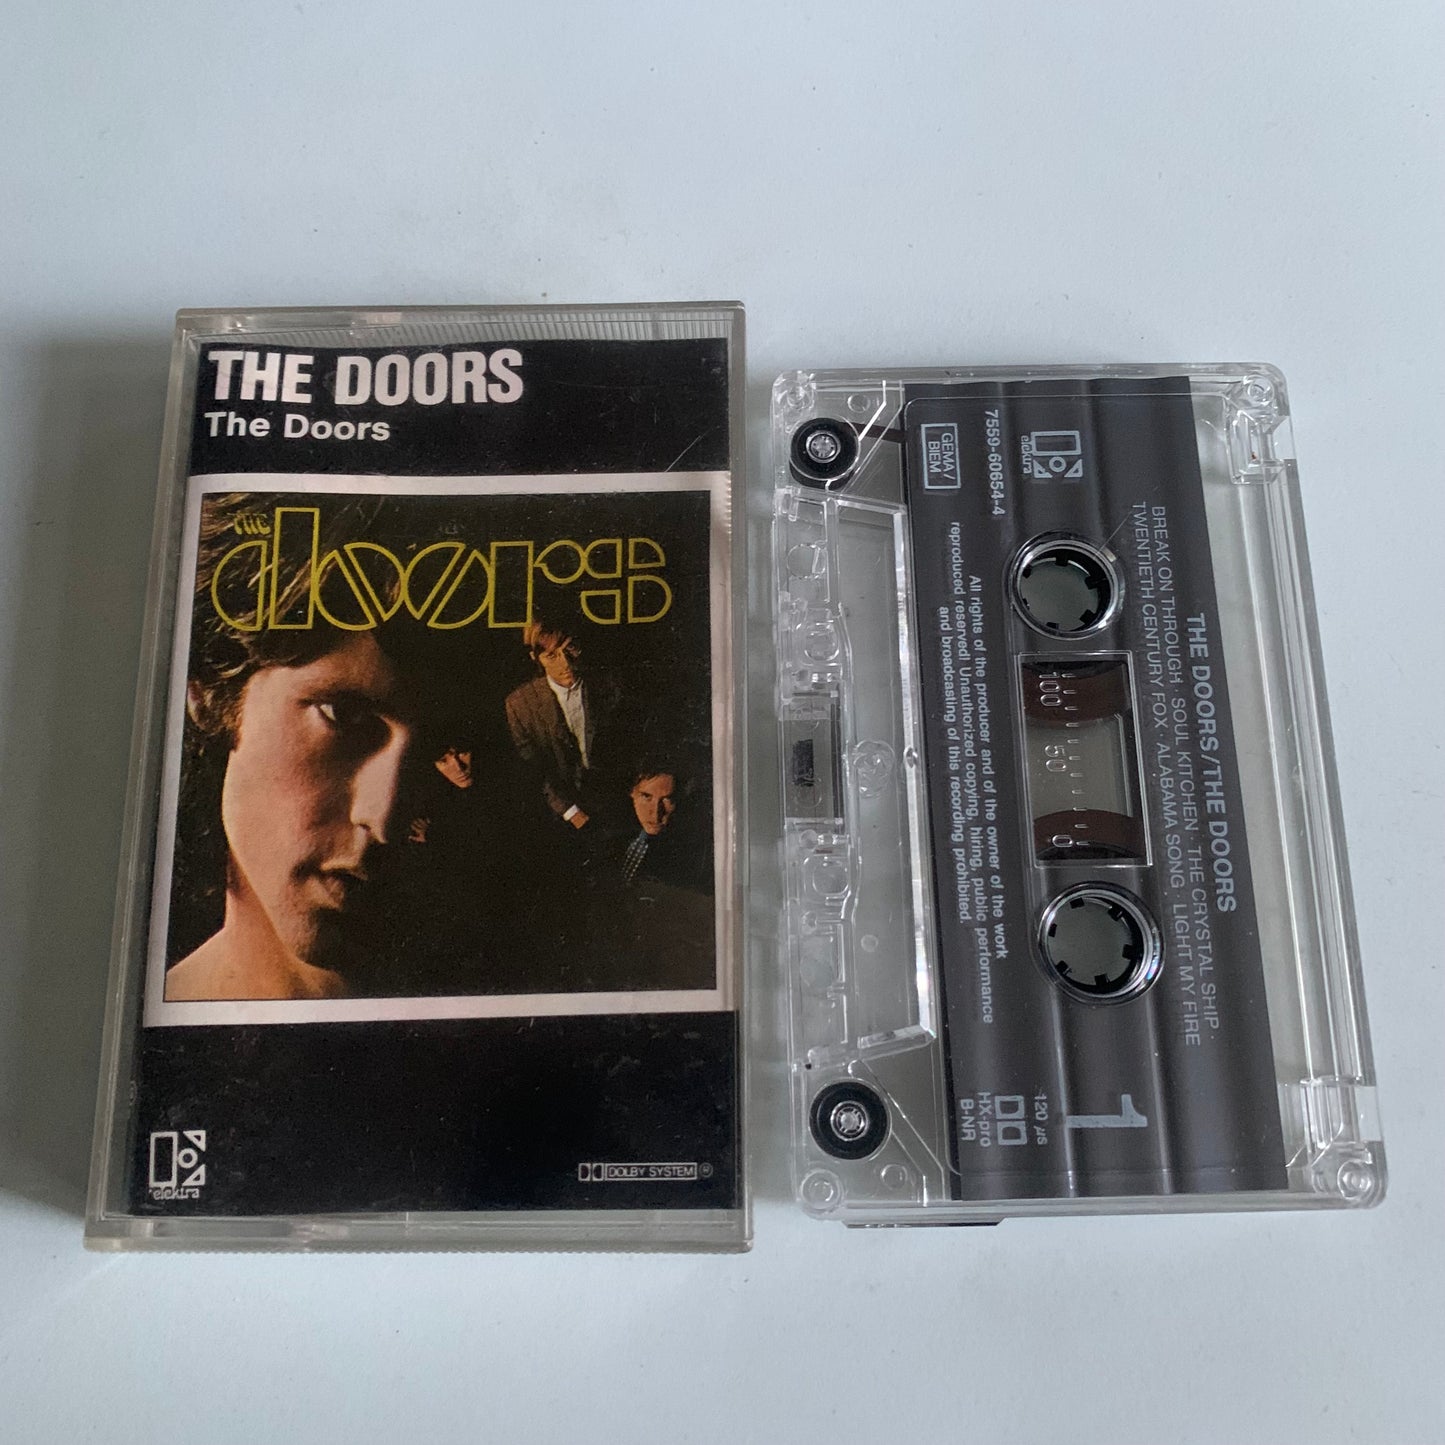 THE DOORS
The Doors
THE
doors
elektra
DOLBY SYSTEM ®
THE DOORS/THE DOORS
BREAK ON THROUGH · SOUL KITCHEN · THE CRYSTAL SHIP ·
TWENTIETH CENTURY FOX · ALABAMA SONG · LIGHT MY FIRE
elektra
100 50 0
1
7559-60654-4
GEMA/
BIEM
All rights of the producer and of the owner of the work
reproduced reserved! Unauthorized copying, hiring, public performance
and broadcasting of this recording prohibited.
120 µs
HX-pro
B-NR